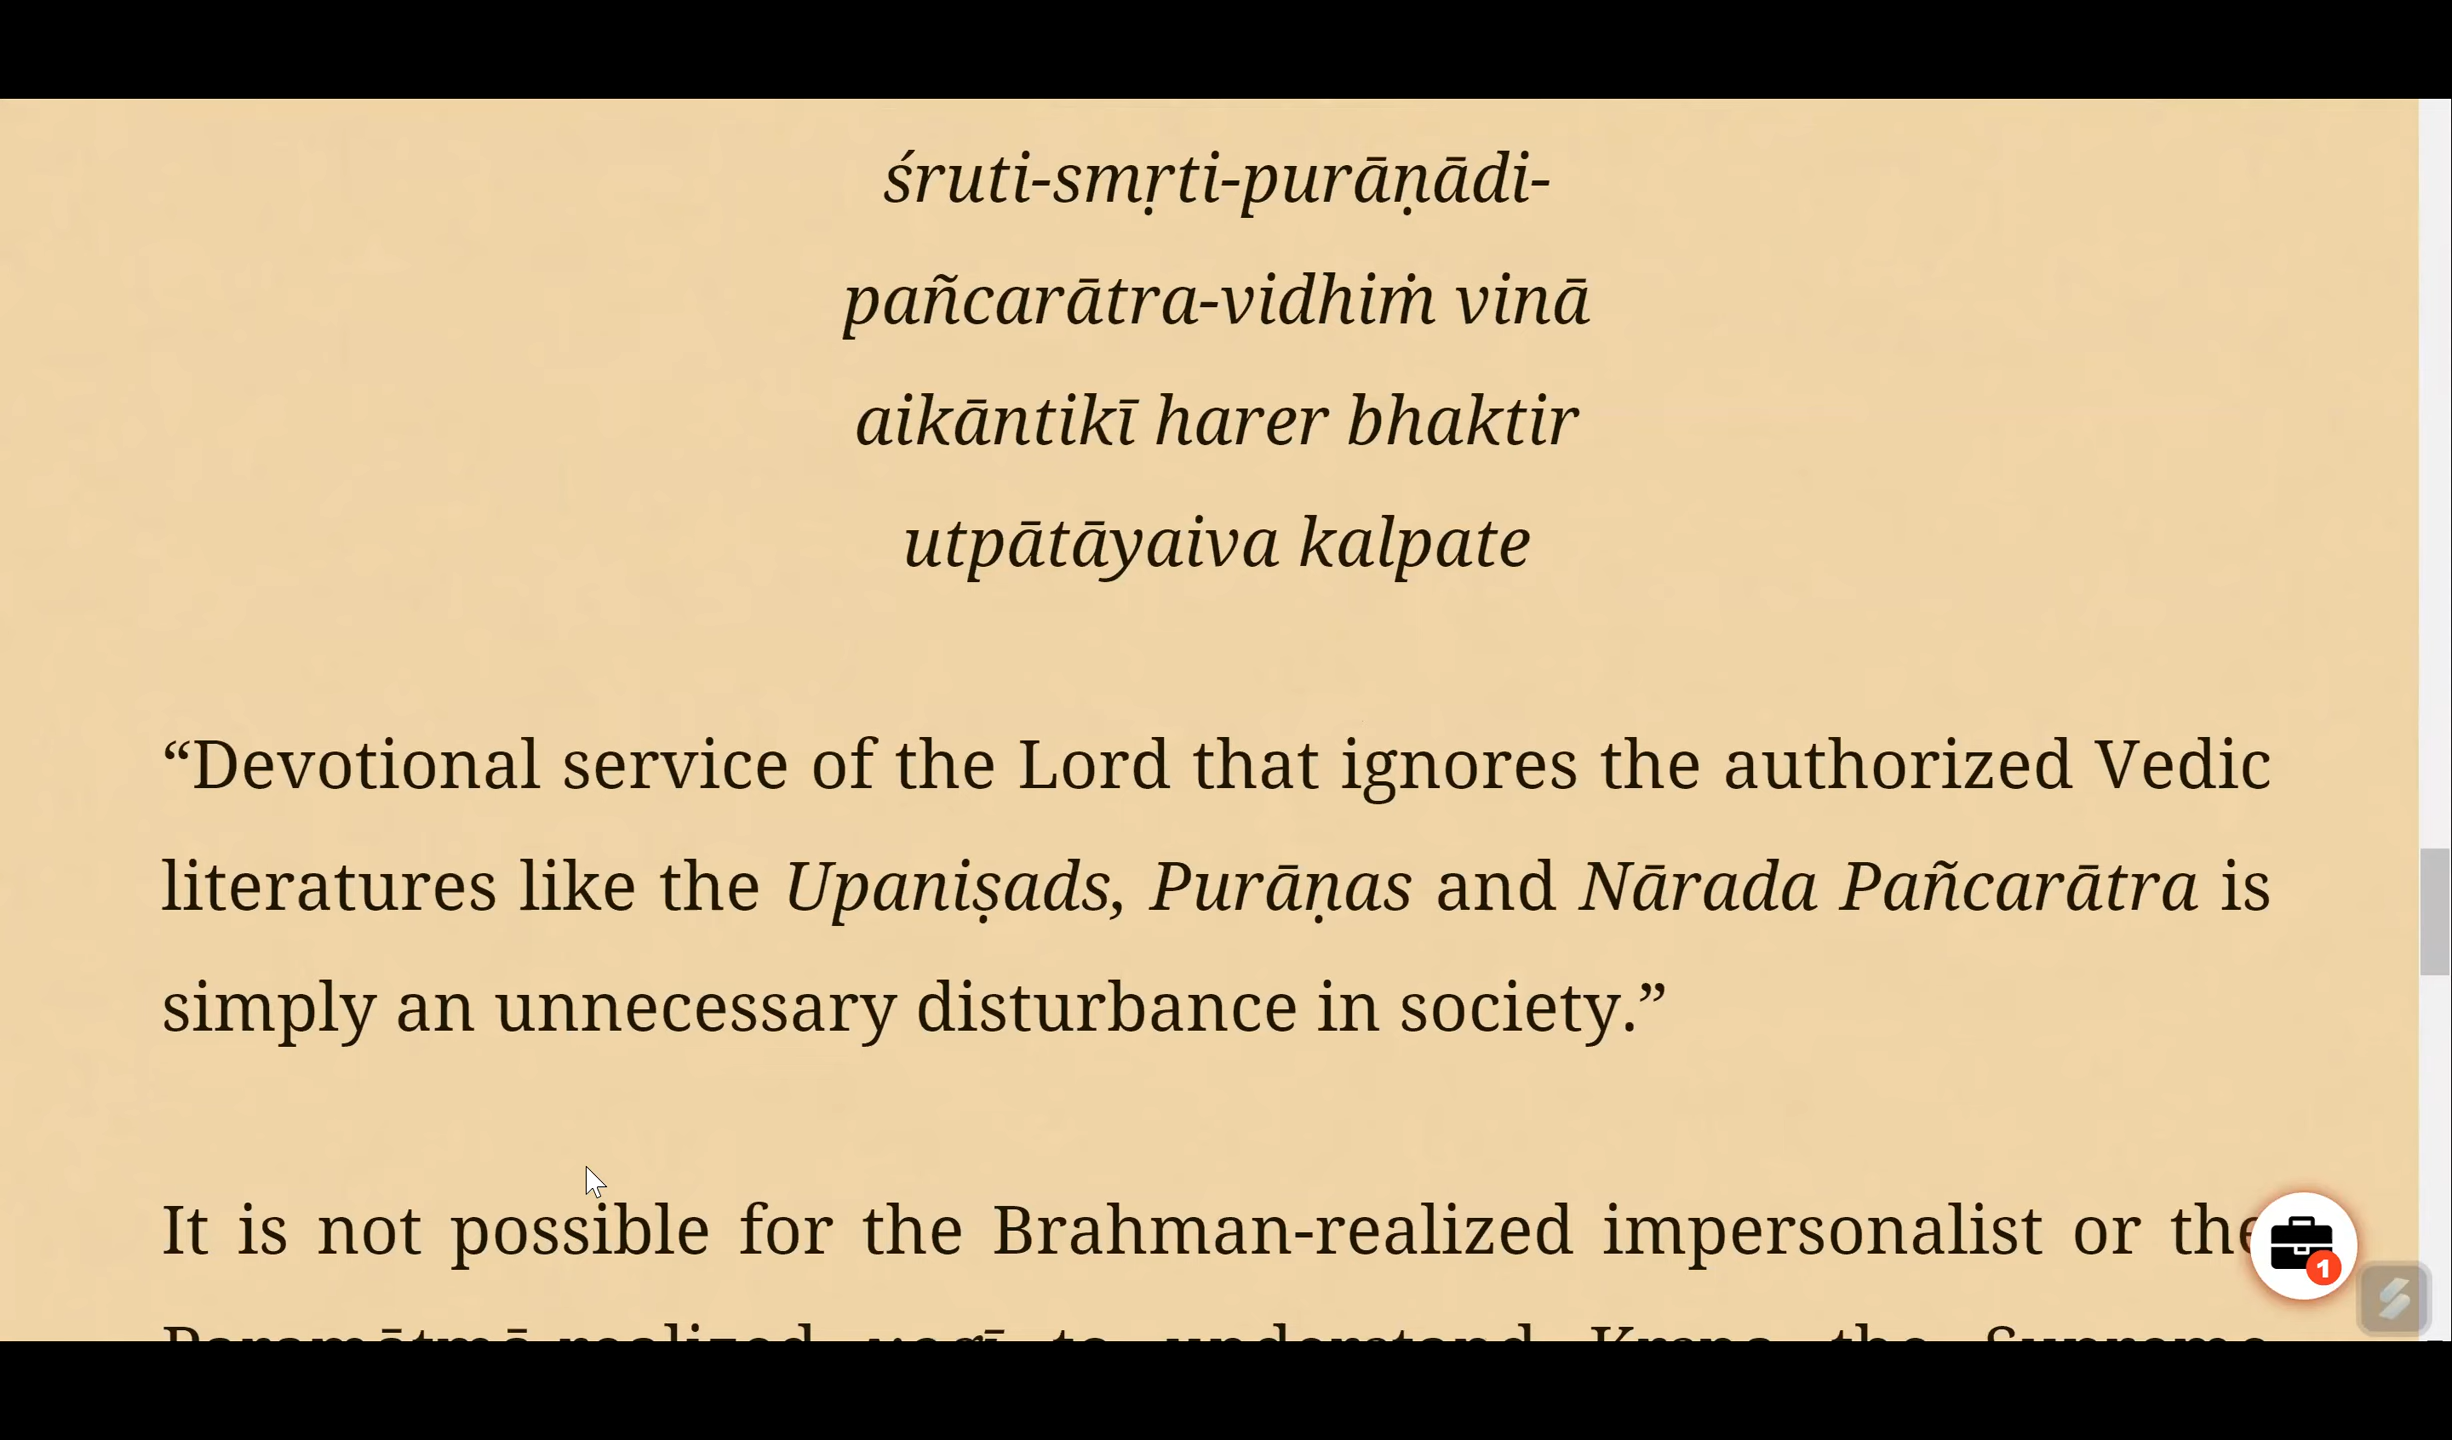 śruti-smṛti-purāṇādi-
pañcarātra-vidhiṁ vinā
aikāntikī harer bhaktir
utpātāyaiva kalpate
“Devotional service of the Lord that ignores the authorized Vedic
literatures like the Upaniṣads, Purāṇas and Nārada Pañcarātra is
simply an unnecessary disturbance in society.”
It is not possible for the Brahman-realized impersonalist or the
1